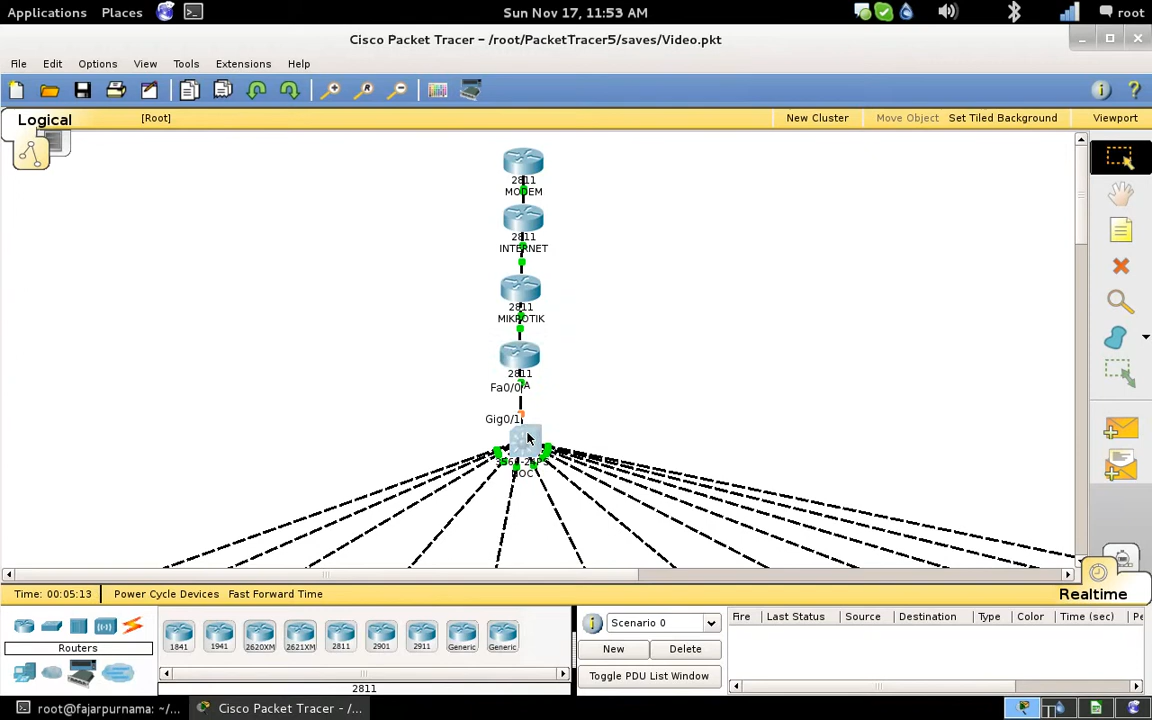 Applications Places Sun Nov 17, 11:53 AM root
Cisco Packet Tracer – /root/PacketTracer5/saves/Video.pkt
File Edit Options View Tools Extensions Help
Logical [Root] New Cluster Move Object Set Tiled Background Viewport
2811
MODEM
2811
INTERNET
2811
MIKROTIK
2811
Fa0/0
Gig0/1
Time: 00:05:13 Power Cycle Devices Fast Forward Time Realtime
Routers
1841 1941 2620XM 2621XM 2811 2901 2911 Generic Generic
2811
Scenario 0
New Delete
Toggle PDU List Window
Fire Last Status Source Destination Type Color Time (sec) Pe
root@fajarpurnama: ~/... Cisco Packet Tracer - /...